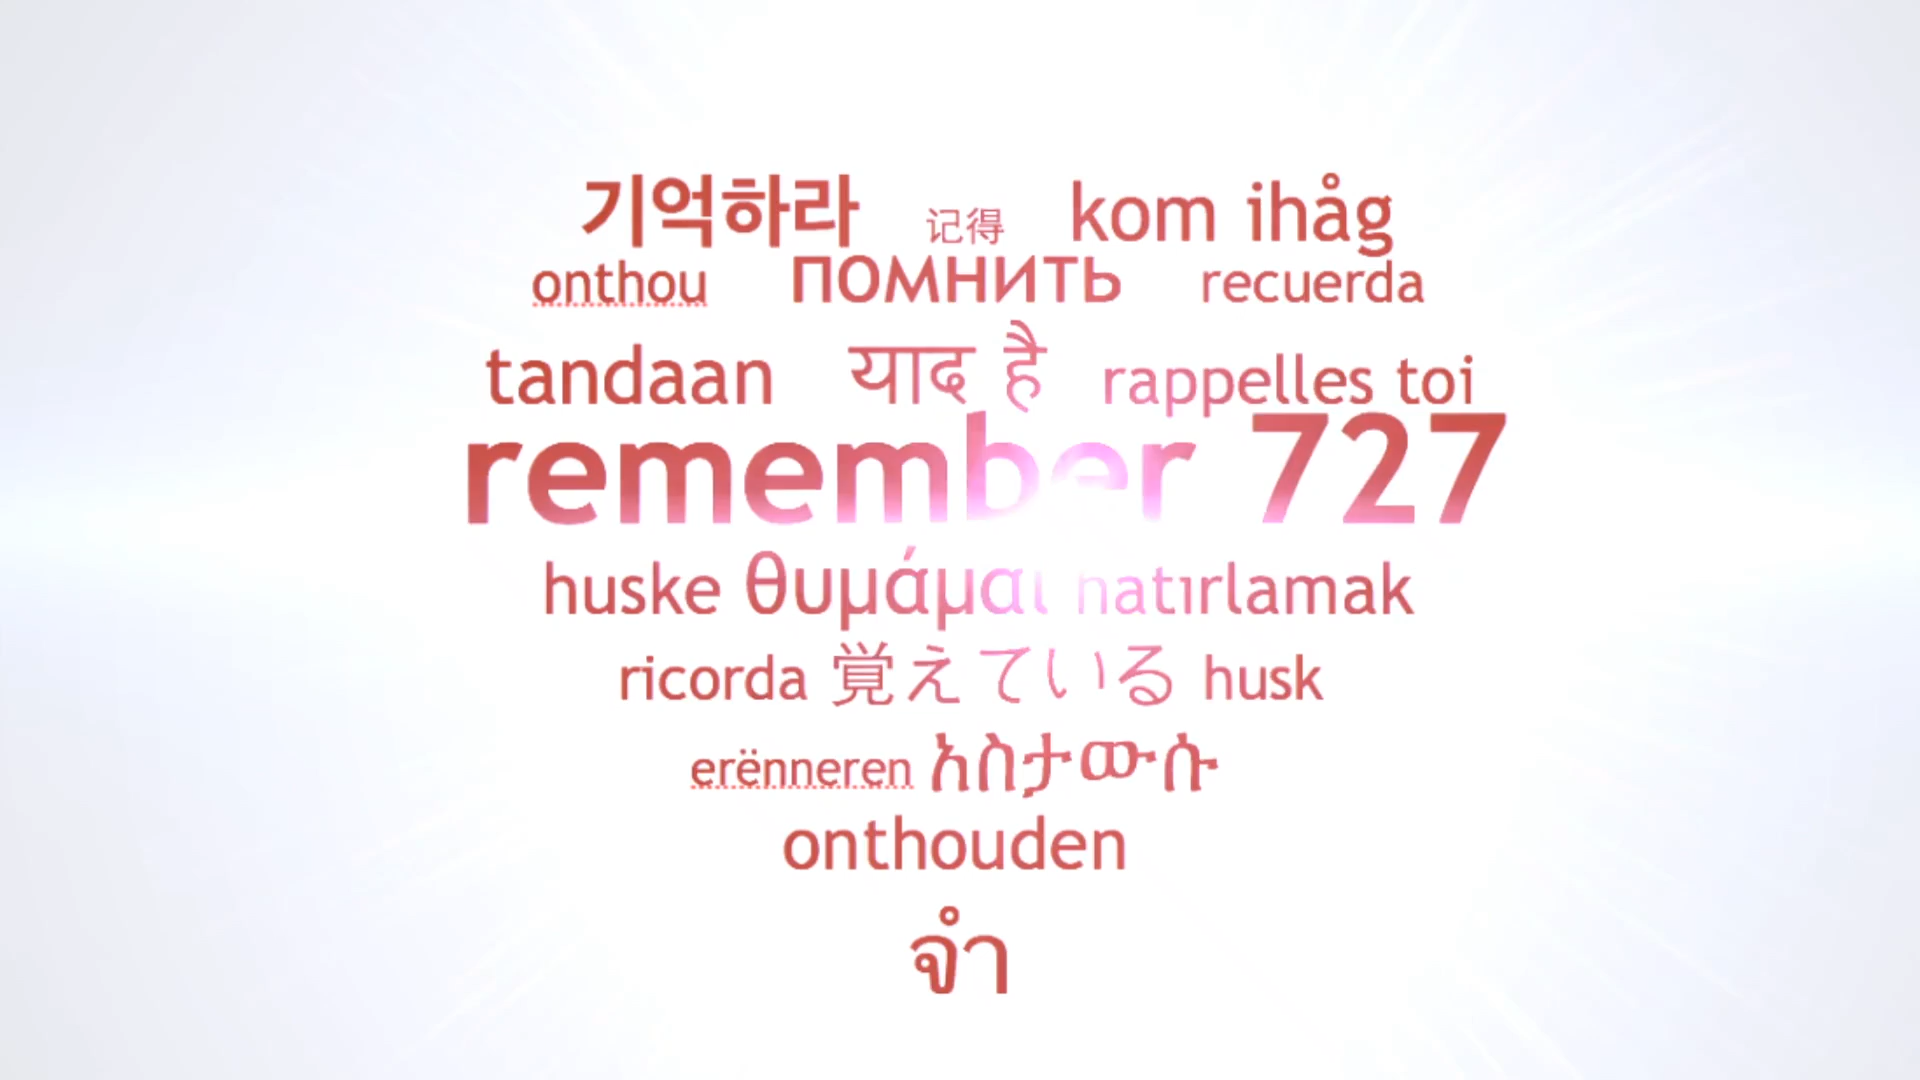 기억하라 记得 kom ihåg
onthou помнить recuerda
tandaan याद है rappelles toi
remember 727
huske θυμάμαι hatırlamak
ricorda 覚えている husk
erënneren አስታውሱ
onthouden
จำ